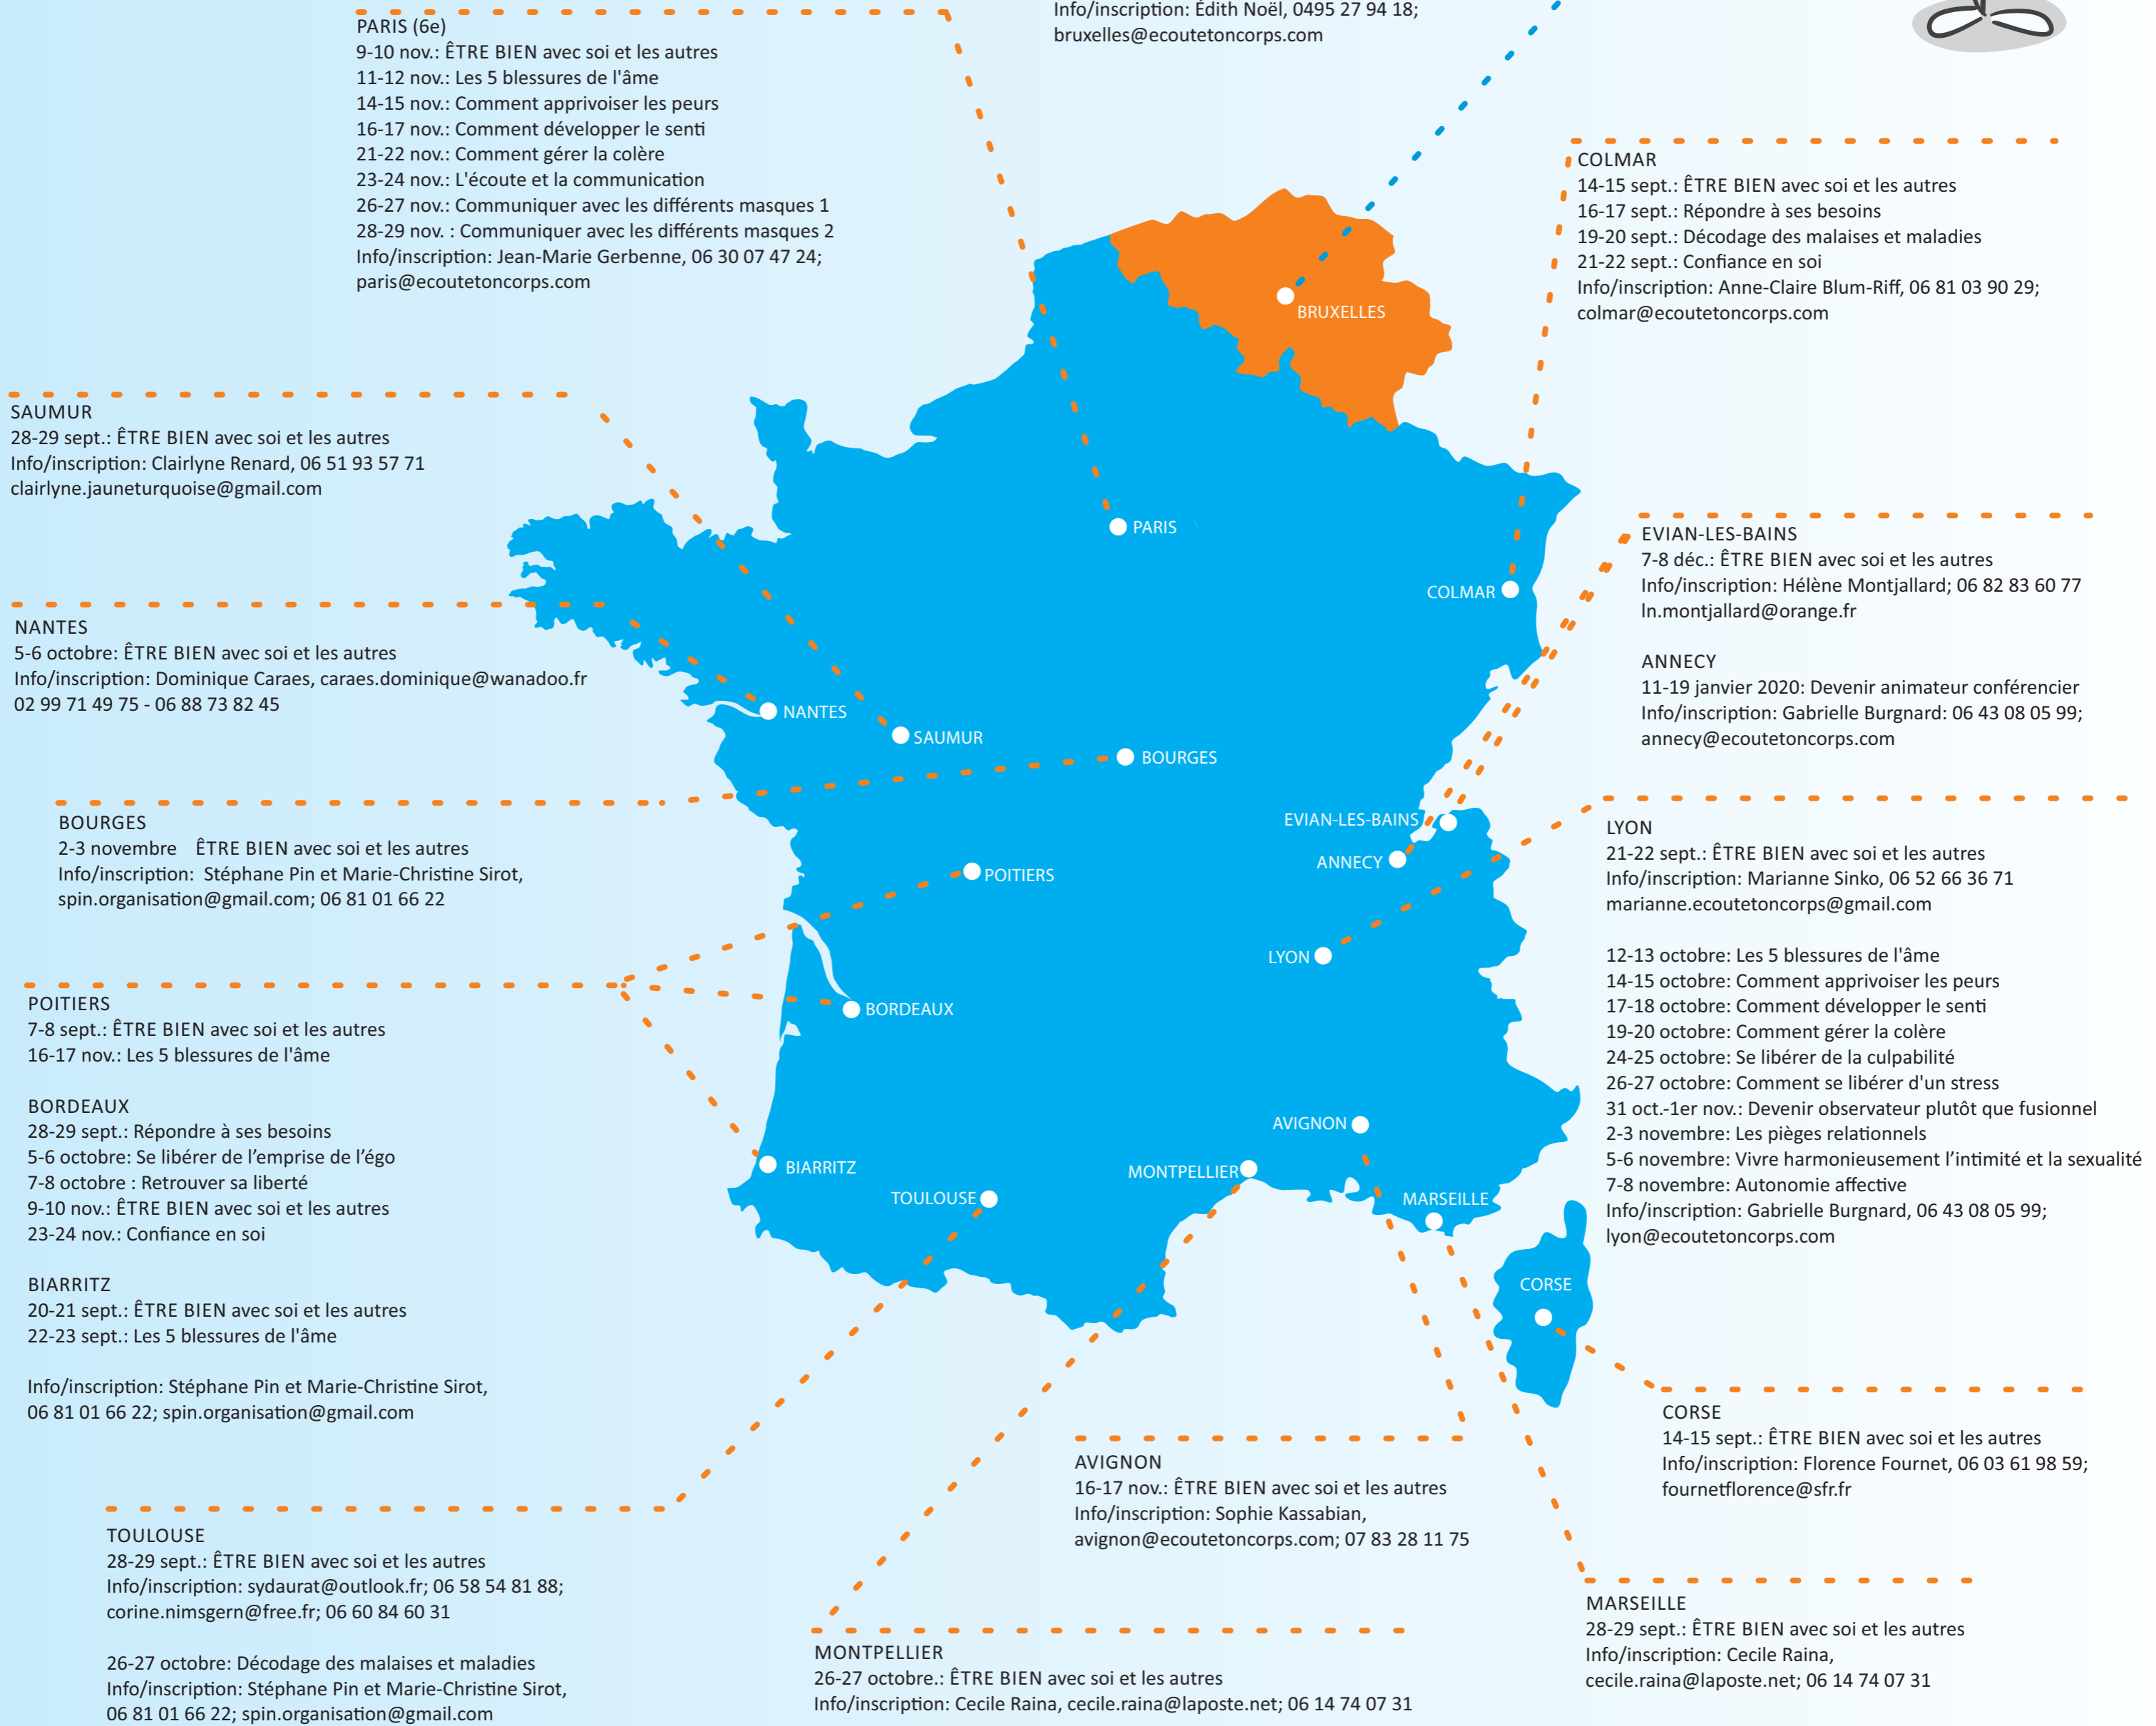 Info/inscription: Édith Noël, 0495 27 94 18;
bruxelles@ecoutetoncorps.com
PARIS (6e)
9-10 nov.: ÊTRE BIEN avec soi et les autres
11-12 nov.: Les 5 blessures de l'âme
14-15 nov.: Comment apprivoiser les peurs
16-17 nov.: Comment développer le senti
21-22 nov.: Comment gérer la colère
23-24 nov.: L'écoute et la communication
26-27 nov.: Communiquer avec les différents masques 1
28-29 nov. : Communiquer avec les différents masques 2
Info/inscription: Jean-Marie Gerbenne, 06 30 07 47 24;
paris@ecoutetoncorps.com
COLMAR
14-15 sept.: ÊTRE BIEN avec soi et les autres
16-17 sept.: Répondre à ses besoins
19-20 sept.: Décodage des malaises et maladies
21-22 sept.: Confiance en soi
Info/inscription: Anne-Claire Blum-Riff, 06 81 03 90 29;
colmar@ecoutetoncorps.com
SAUMUR
28-29 sept.: ÊTRE BIEN avec soi et les autres
Info/inscription: Clairlyne Renard, 06 51 93 57 71
clairlyne.jauneturquoise@gmail.com
NANTES
5-6 octobre: ÊTRE BIEN avec soi et les autres
Info/inscription: Dominique Caraes, caraes.dominique@wanadoo.fr
02 99 71 49 75 - 06 88 73 82 45
BOURGES
2-3 novembre ÊTRE BIEN avec soi et les autres
Info/inscription: Stéphane Pin et Marie-Christine Sirot,
spin.organisation@gmail.com; 06 81 01 66 22
POITIERS
7-8 sept.: ÊTRE BIEN avec soi et les autres
16-17 nov.: Les 5 blessures de l'âme
BORDEAUX
28-29 sept.: Répondre à ses besoins
5-6 octobre: Se libérer de l’emprise de l’égo
7-8 octobre : Retrouver sa liberté
9-10 nov.: ÊTRE BIEN avec soi et les autres
23-24 nov.: Confiance en soi
BIARRITZ
20-21 sept.: ÊTRE BIEN avec soi et les autres
22-23 sept.: Les 5 blessures de l'âme
Info/inscription: Stéphane Pin et Marie-Christine Sirot,
06 81 01 66 22; spin.organisation@gmail.com
TOULOUSE
28-29 sept.: ÊTRE BIEN avec soi et les autres
Info/inscription: sydaurat@outlook.fr; 06 58 54 81 88;
corine.nimsgern@free.fr; 06 60 84 60 31
26-27 octobre: Décodage des malaises et maladies
Info/inscription: Stéphane Pin et Marie-Christine Sirot,
06 81 01 66 22; spin.organisation@gmail.com
BRUXELLES
PARIS
COLMAR
NANTES
SAUMUR
BOURGES
EVIAN-LES-BAINS
ANNECY
POITIERS
LYON
BORDEAUX
AVIGNON
BIARRITZ
MONTPELLIER
TOULOUSE
MARSEILLE
CORSE
EVIAN-LES-BAINS
7-8 déc.: ÊTRE BIEN avec soi et les autres
Info/inscription: Hélène Montjallard; 06 82 83 60 77
ln.montjallard@orange.fr
ANNECY
11-19 janvier 2020: Devenir animateur conférencier
Info/inscription: Gabrielle Burgnard: 06 43 08 05 99;
annecy@ecoutetoncorps.com
LYON
21-22 sept.: ÊTRE BIEN avec soi et les autres
Info/inscription: Marianne Sinko, 06 52 66 36 71
marianne.ecoutetoncorps@gmail.com
12-13 octobre: Les 5 blessures de l'âme
14-15 octobre: Comment apprivoiser les peurs
17-18 octobre: Comment développer le senti
19-20 octobre: Comment gérer la colère
24-25 octobre: Se libérer de la culpabilité
26-27 octobre: Comment se libérer d'un stress
31 oct.-1er nov.: Devenir observateur plutôt que fusionnel
2-3 novembre: Les pièges relationnels
5-6 novembre: Vivre harmonieusement l’intimité et la sexualité
7-8 novembre: Autonomie affective
Info/inscription: Gabrielle Burgnard, 06 43 08 05 99;
lyon@ecoutetoncorps.com
CORSE
14-15 sept.: ÊTRE BIEN avec soi et les autres
Info/inscription: Florence Fournet, 06 03 61 98 59;
fournetflorence@sfr.fr
AVIGNON
16-17 nov.: ÊTRE BIEN avec soi et les autres
Info/inscription: Sophie Kassabian,
avignon@ecoutetoncorps.com; 07 83 28 11 75
MARSEILLE
28-29 sept.: ÊTRE BIEN avec soi et les autres
Info/inscription: Cecile Raina,
cecile.raina@laposte.net; 06 14 74 07 31
MONTPELLIER
26-27 octobre.: ÊTRE BIEN avec soi et les autres
Info/inscription: Cecile Raina, cecile.raina@laposte.net; 06 14 74 07 31